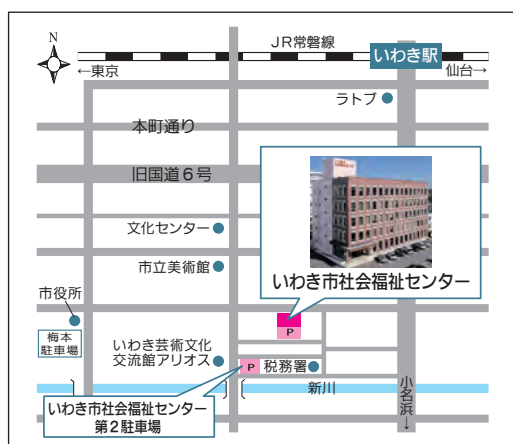 N
JR常磐線
いわき駅
←東京
仙台→
ラトブ
本町通り
旧国道6号
文化センター
市立美術館
いわき市社会福祉センター
市役所
梅本
駐車場
P
いわき芸術文化
交流館アリオス
P
税務署
新川
小名浜→
いわき市社会福祉センター
第2駐車場